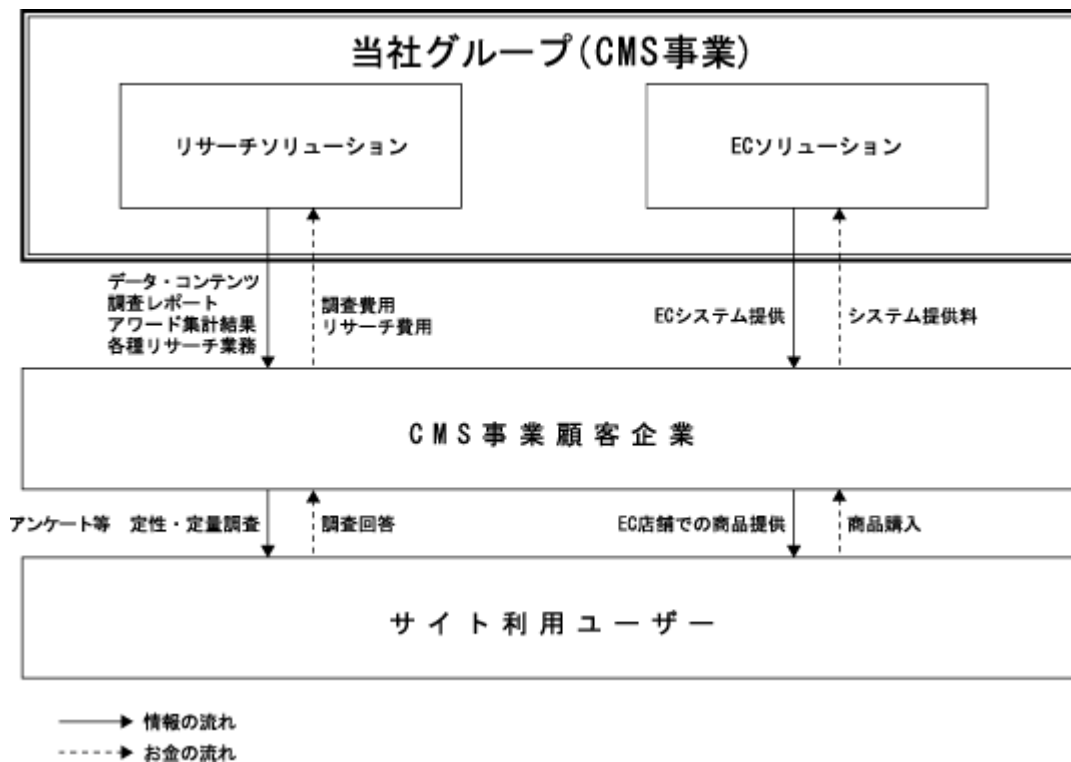 当社グループ(CMS事業)
リサーチソリューション
ECソリューション
データ・コンテンツ
調査レポート
アワード集計結果
各種リサーチ業務
調査費用
リサーチ費用
ECシステム提供
システム提供料
CMS事業顧客企業
アンケート等　定性・定量調査
調査回答
EC店舗での商品提供
商品購入
サイト利用ユーザー
情報の流れ
お金の流れ